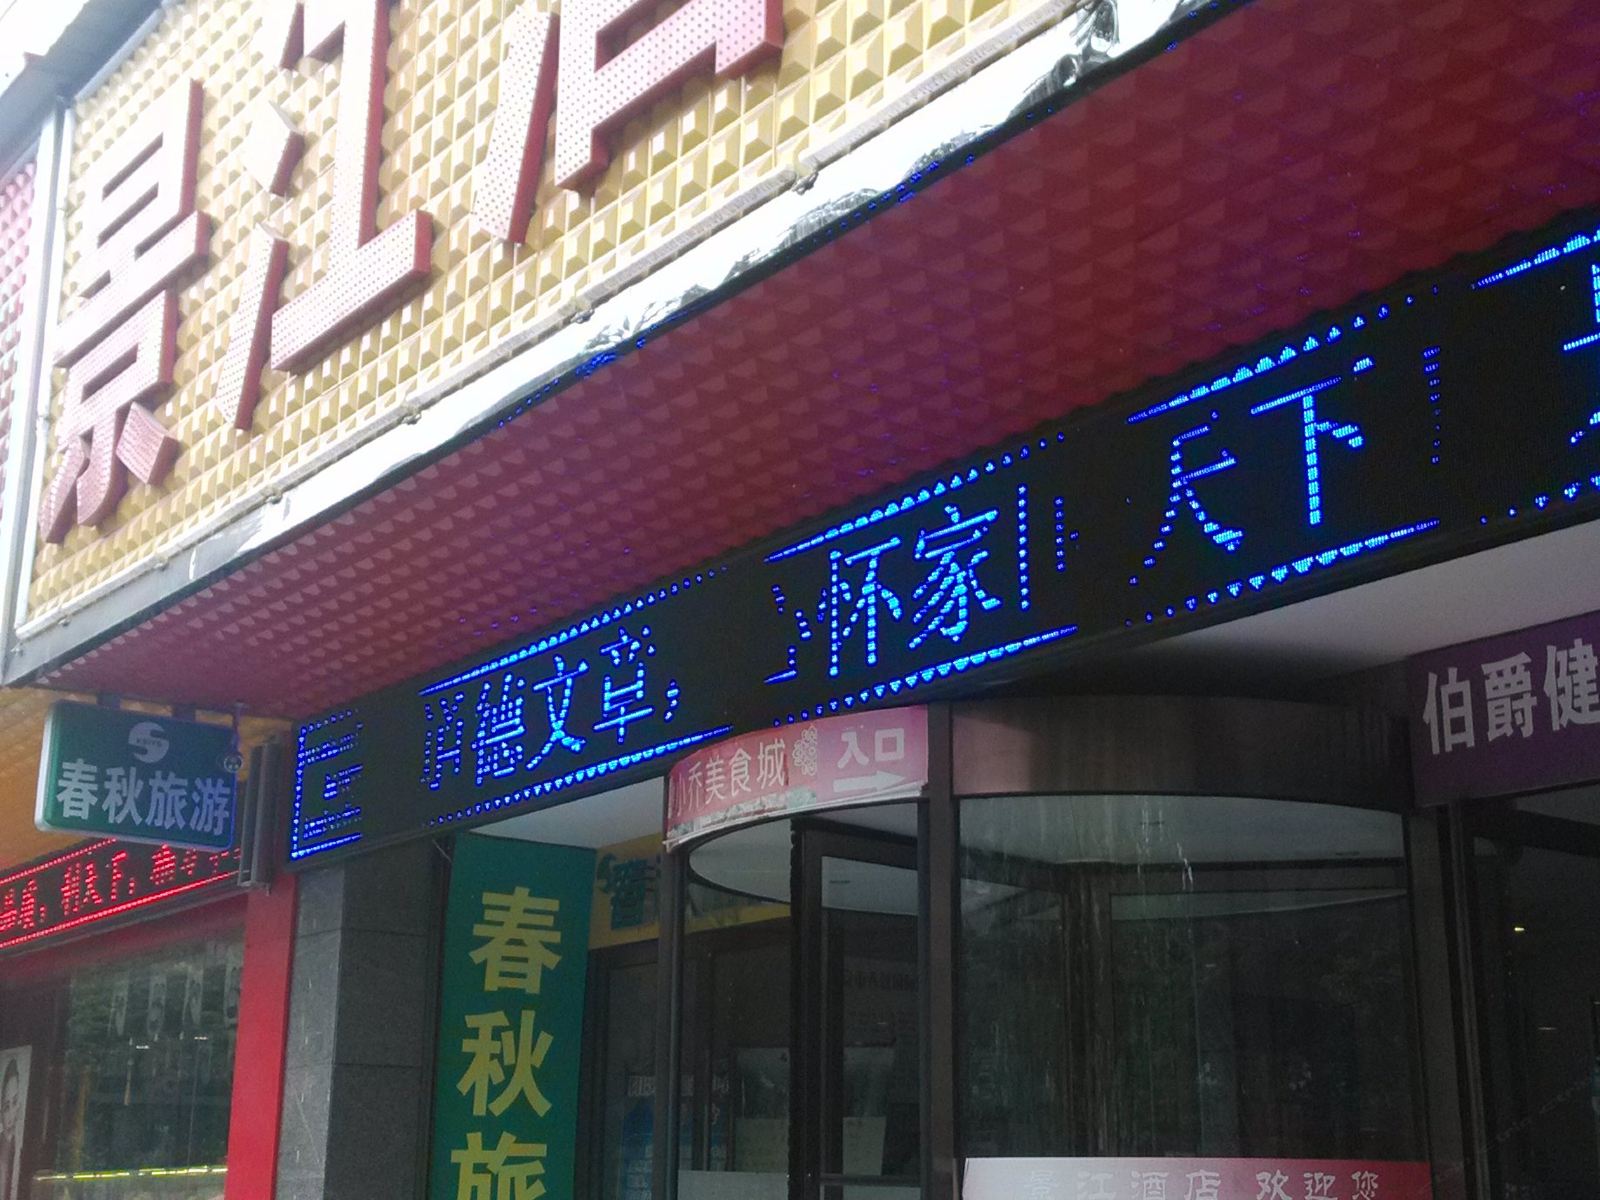 景江酒
德文章，
怀家
天下
春秋旅游
小乔美食城 入口
伯爵健
春秋旅
景江酒店 欢迎您